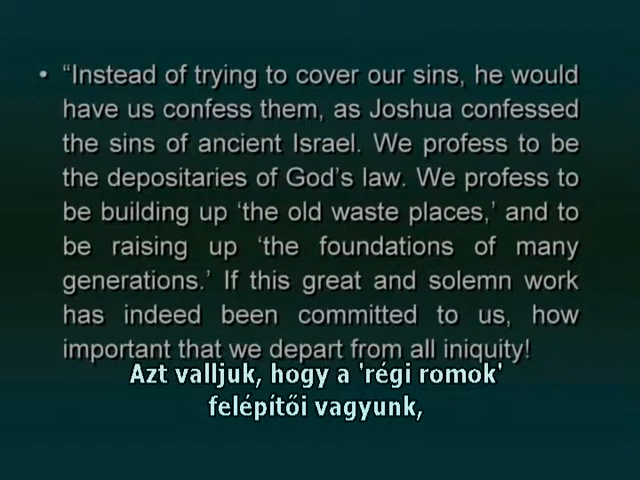 • “Instead of trying to cover our sins, he would
have us confess them, as Joshua confessed
the sins of ancient Israel. We profess to be
the depositaries of God’s law. We profess to
be building up ‘the old waste places,’ and to
be raising up ‘the foundations of many
generations.’ If this great and solemn work
has indeed been committed to us, how
important that we depart from all iniquity!
Azt valljuk, hogy a 'régi romok'
felépítői vagyunk,